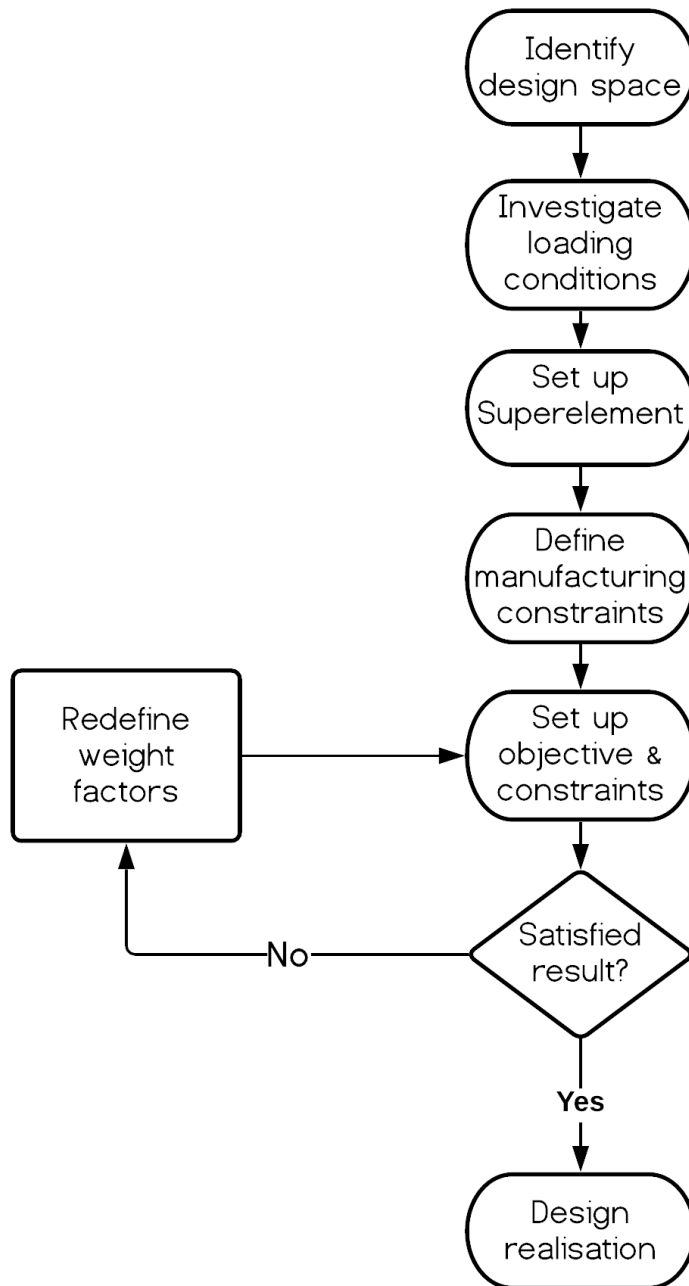 Identify
design space
Investigate
loading
conditions
Set up
Superelement
Define
manufacturing
constraints
Redefine
weight
factors
Set up
objective &
constraints
Satisfied
result?
No
Yes
Design
realisation